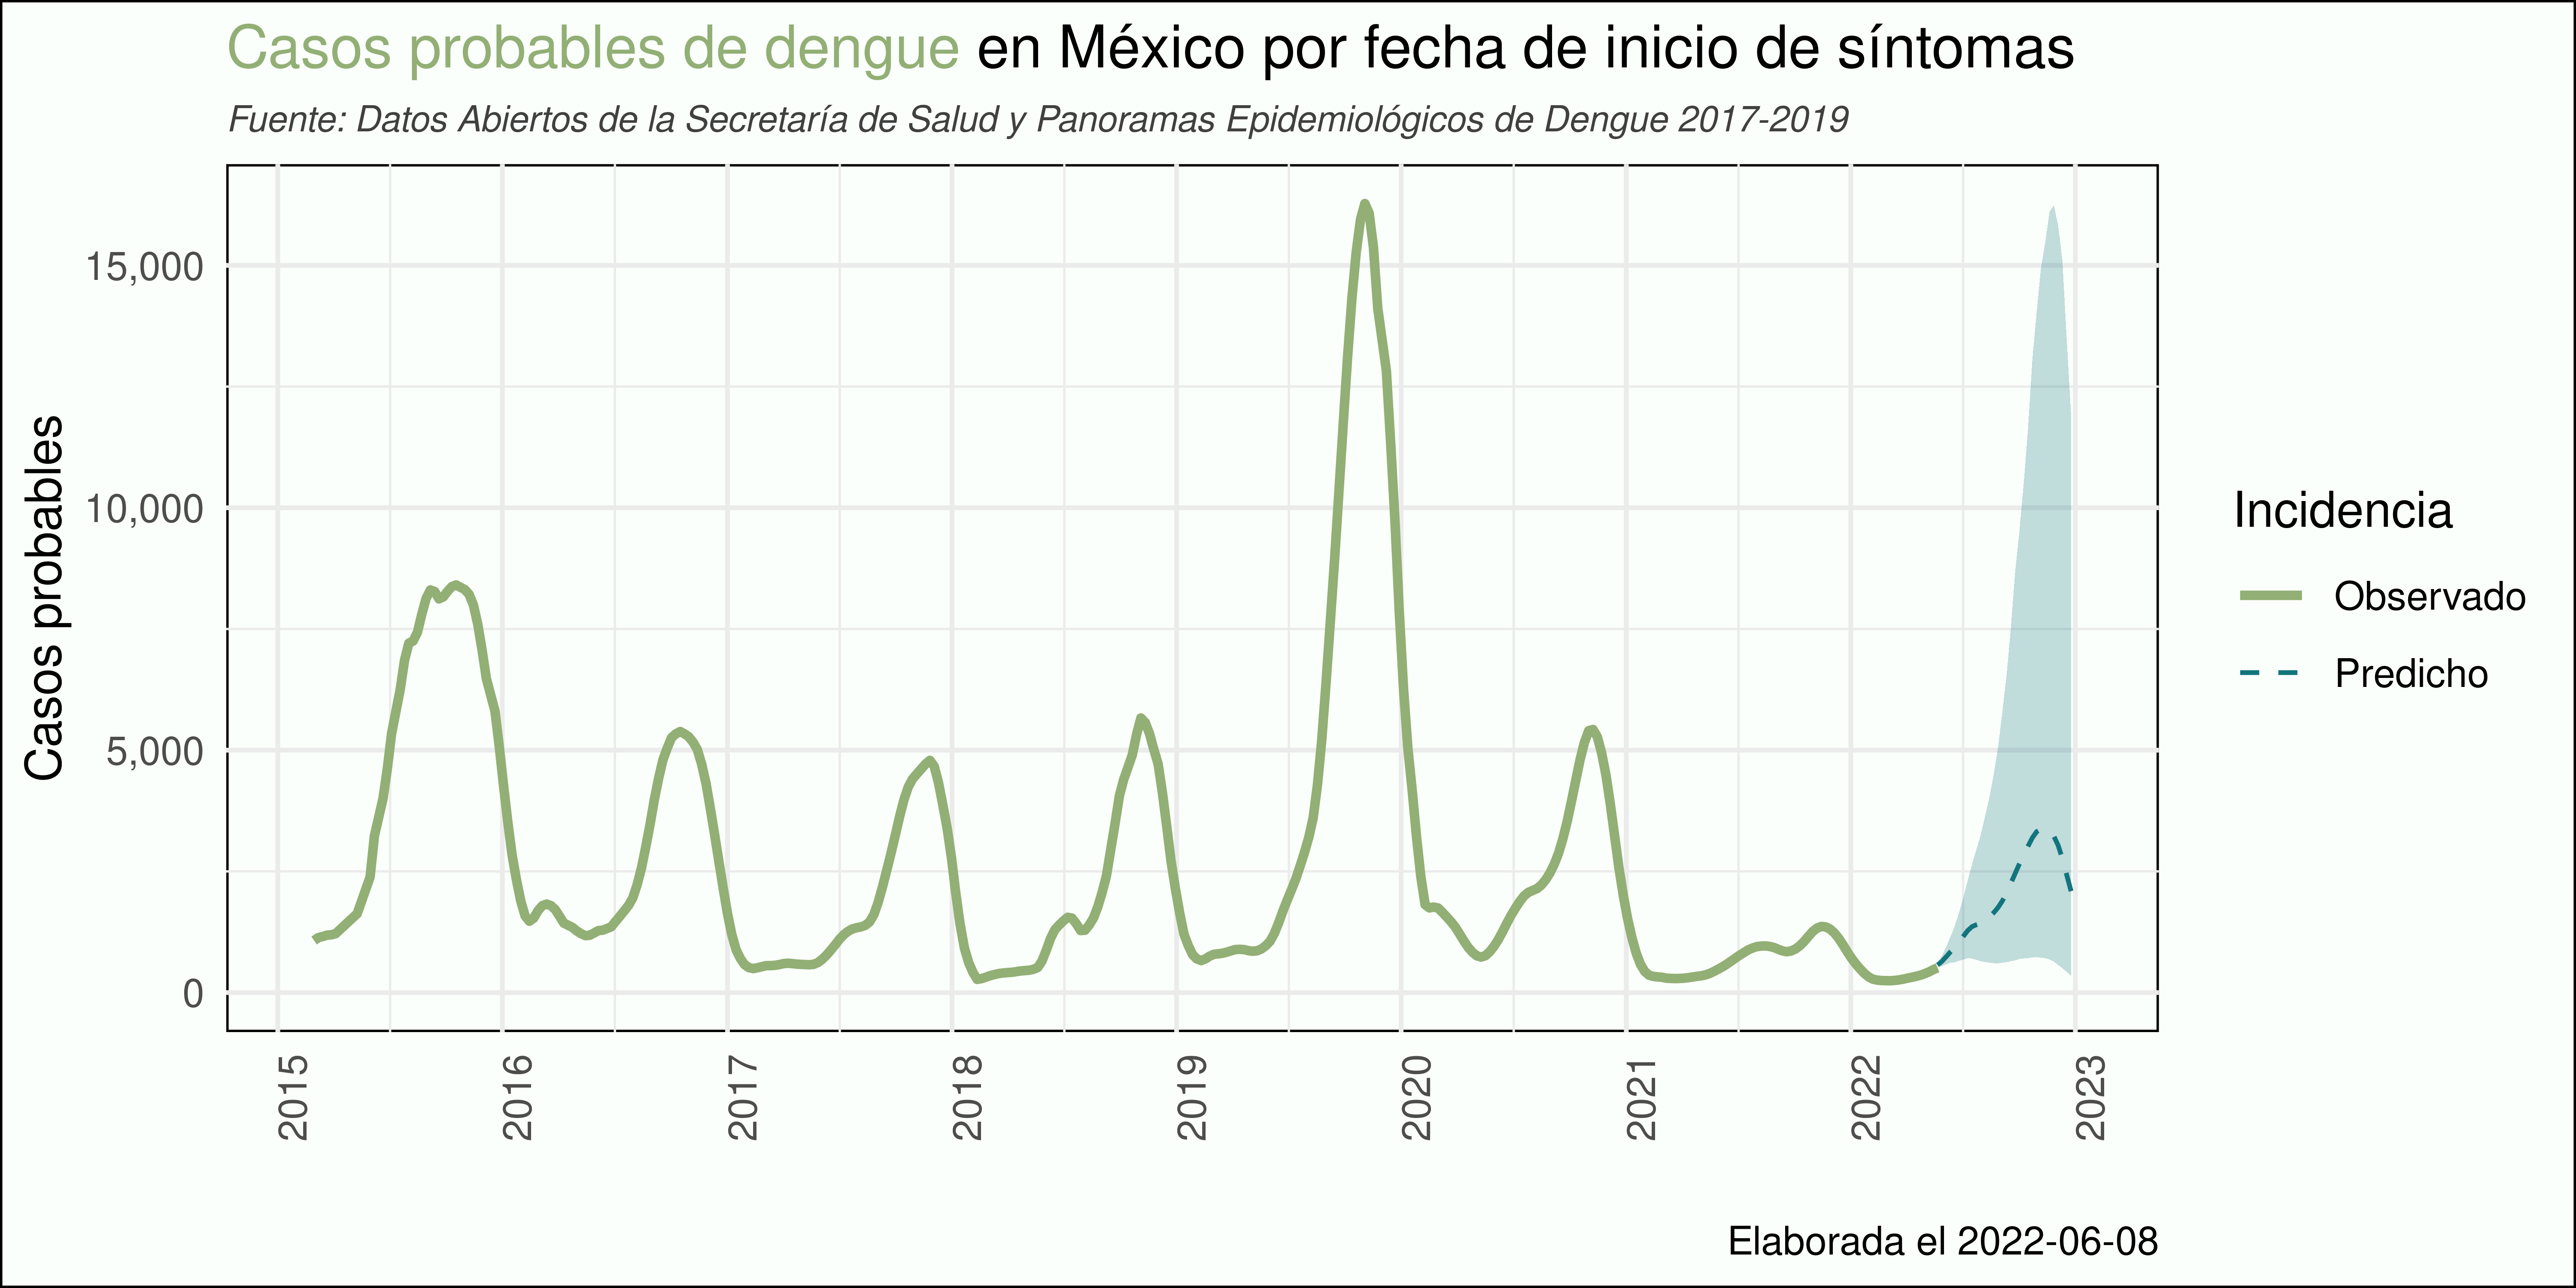 Casos probables de dengue en México por fecha de inicio de síntomas
Fuente: Datos Abiertos de la Secretaría de Salud y Panoramas Epidemiológicos de Dengue 2017-2019
Casos probables
15,000
10,000
5,000
0
2015
2016
2017
2018
2019
2020
2021
2022
2023
Incidencia
Observado
Predicho
Elaborada el 2022-06-08